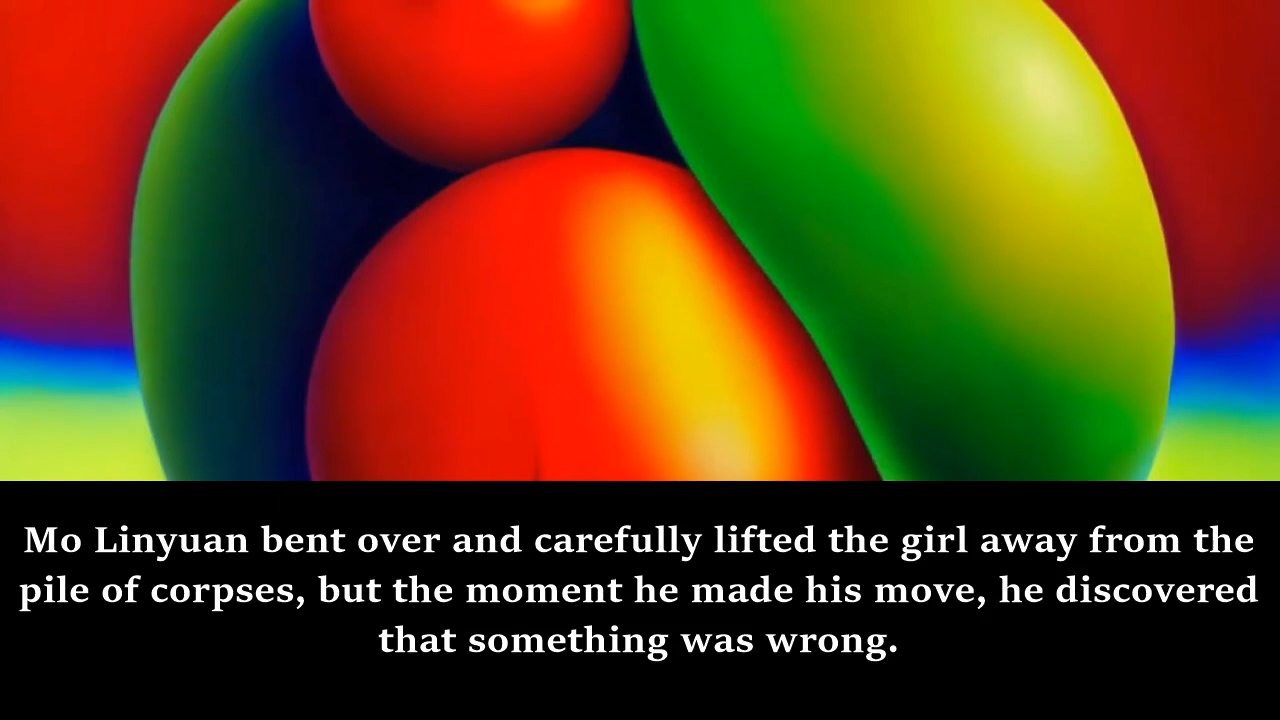 Mo Linyuan bent over and carefully lifted the girl away from the
pile of corpses, but the moment he made his move, he discovered
that something was wrong.